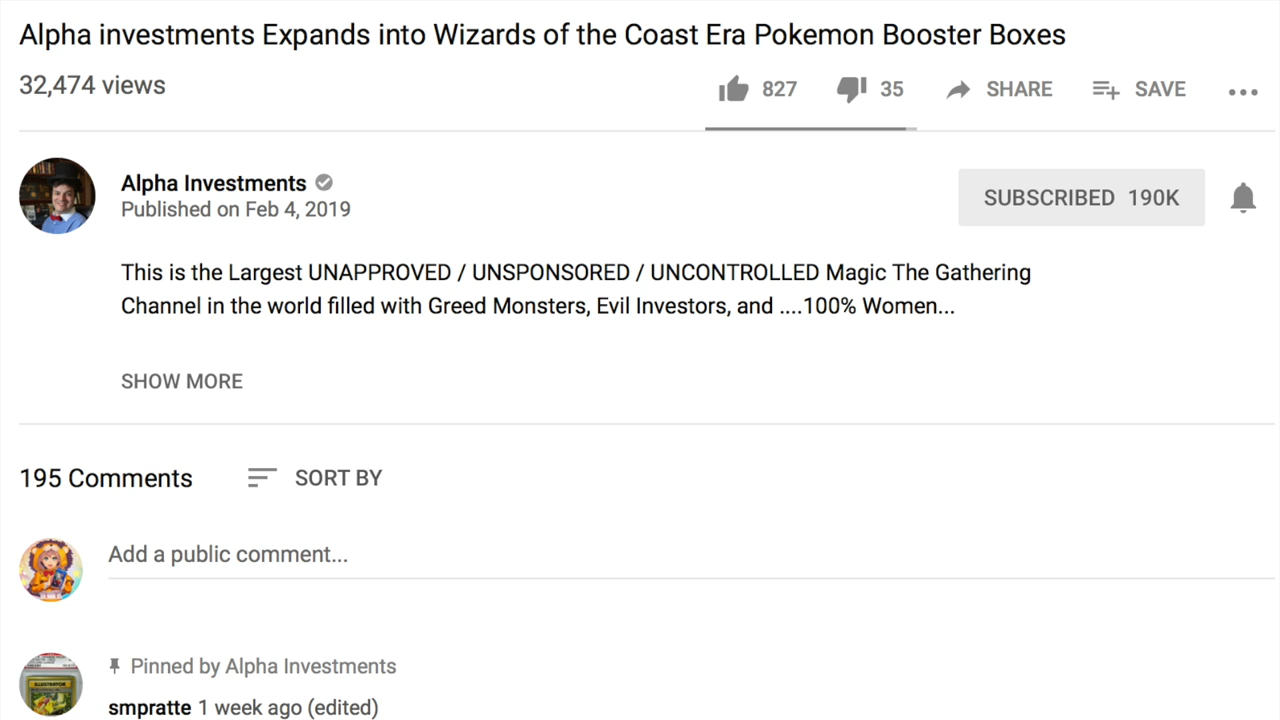 Alpha investments Expands into Wizards of the Coast Era Pokemon Booster Boxes
32,474 views
827 35 SHARE SAVE
Alpha Investments
Published on Feb 4, 2019
SUBSCRIBED 190K
This is the Largest UNAPPROVED / UNSPONSORED / UNCONTROLLED Magic The Gathering
Channel in the world filled with Greed Monsters, Evil Investors, and ....100% Women...
SHOW MORE
195 Comments SORT BY
Add a public comment...
Pinned by Alpha Investments
smpratte 1 week ago (edited)